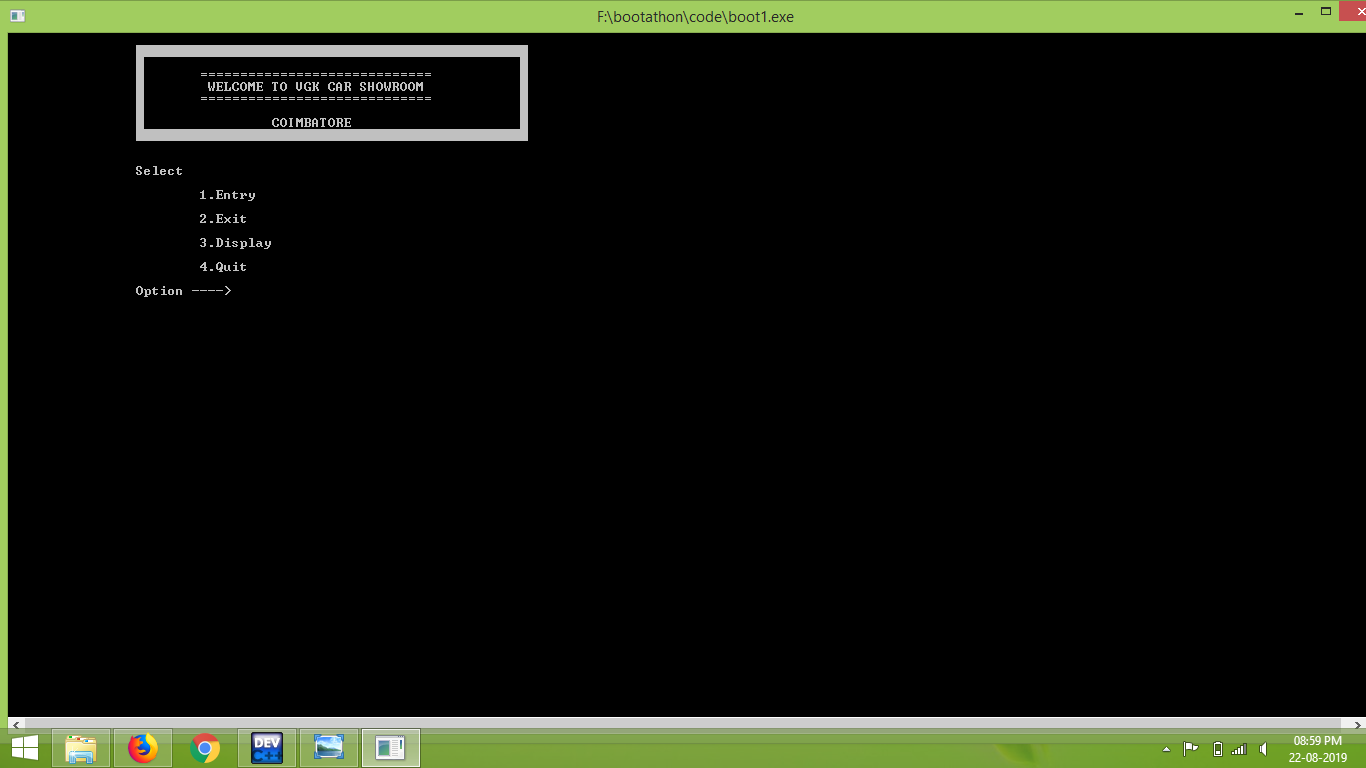 F:\bootathon\code\boot1.exe
=============================
WELCOME TO VGK CAR SHOWROOM
=============================
COIMBATORE
Select
1.Entry
2.Exit
3.Display
4.Quit
Option ---->
DEV
C++
08:59 PM
22-08-2019